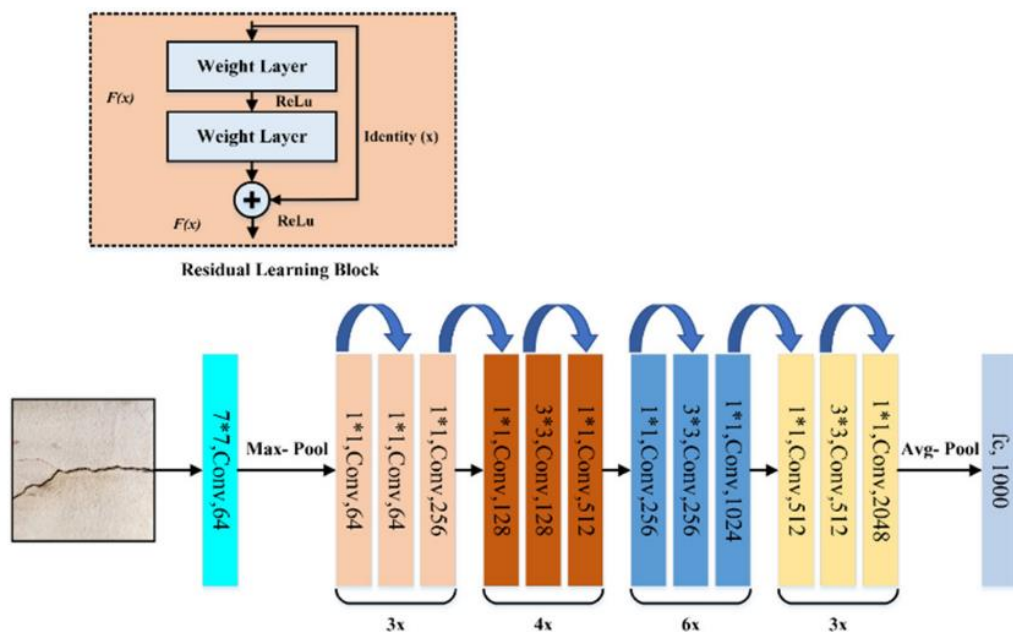 Weight Layer
F(x)
ReLu
Weight Layer
Identity (x)
+
F(x)
ReLu
Residual Learning Block
7*7,Conv,64
Max- Pool
1*1,Conv,64
1*1,Conv,64
1*1,Conv,256
1*1,Conv,128
3*3,Conv,128
1*1,Conv,512
1*1,Conv,256
3*3,Conv,256
1*1,Conv,1024
1*1,Conv,512
3*3,Conv,512
1*1,Conv,2048
Avg- Pool
fc, 1000
3x
4x
6x
3x